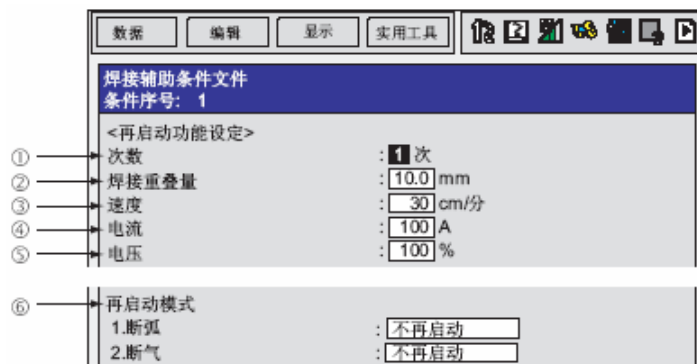 数据 编辑 显示 实用工具
焊接辅助条件文件
条件序号: 1
<再启动功能设定>
① 次数 : 1 次
② 焊接重叠量 : 10.0 mm
③ 速度 : 30 cm/分
④ 电流 : 100 A
⑤ 电压 : 100 %
⑥ 再启动模式
1.断弧 : 不再启动
2.断气 : 不再启动